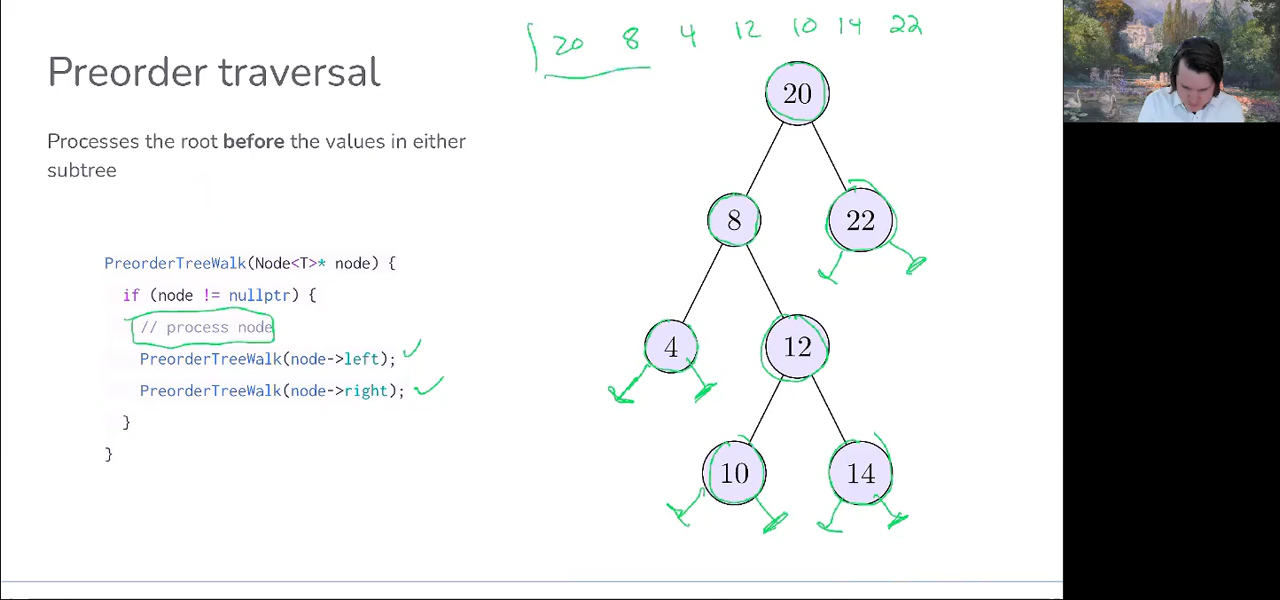 20 8 4 12 10 14 22
Preorder traversal
Processes the root before the values in either
subtree
PreorderTreeWalk(Node<T>* node) {
if (node != nullptr) {
// process node
PreorderTreeWalk(node->left);
PreorderTreeWalk(node->right);
}
}
20
8 22
4 12
10 14